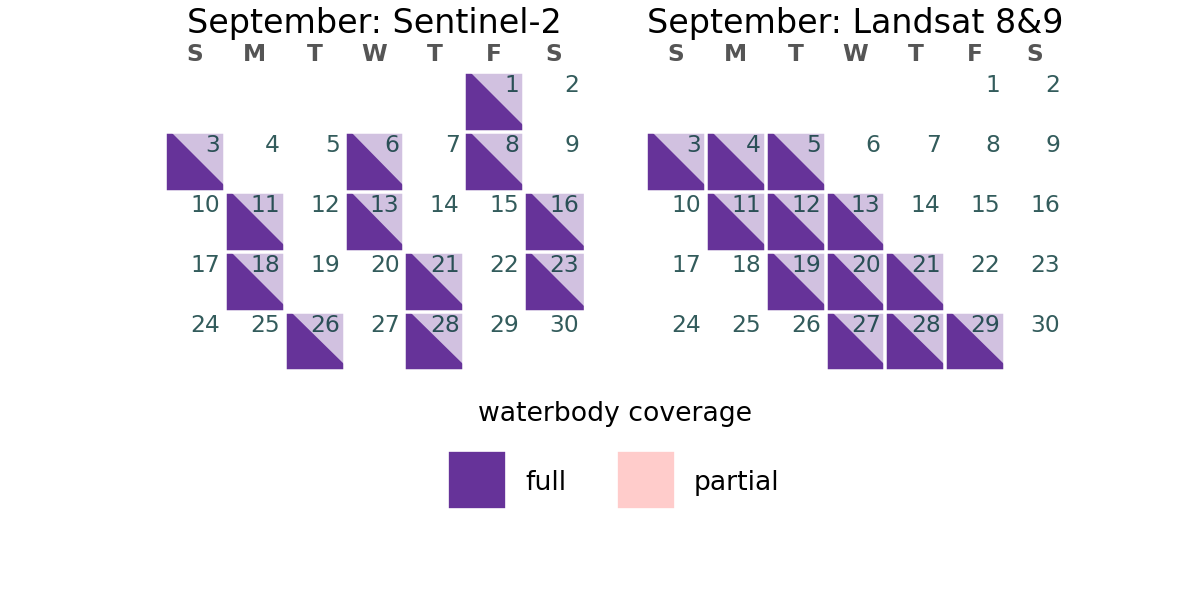 September: Sentinel-2
S M T W T F S
1 2
3 4 5 6 7 8 9
10 11 12 13 14 15 16
17 18 19 20 21 22 23
24 25 26 27 28 29 30
September: Landsat 8&9
S M T W T F S
1 2
3 4 5 6 7 8 9
10 11 12 13 14 15 16
17 18 19 20 21 22 23
24 25 26 27 28 29 30
waterbody coverage
full partial